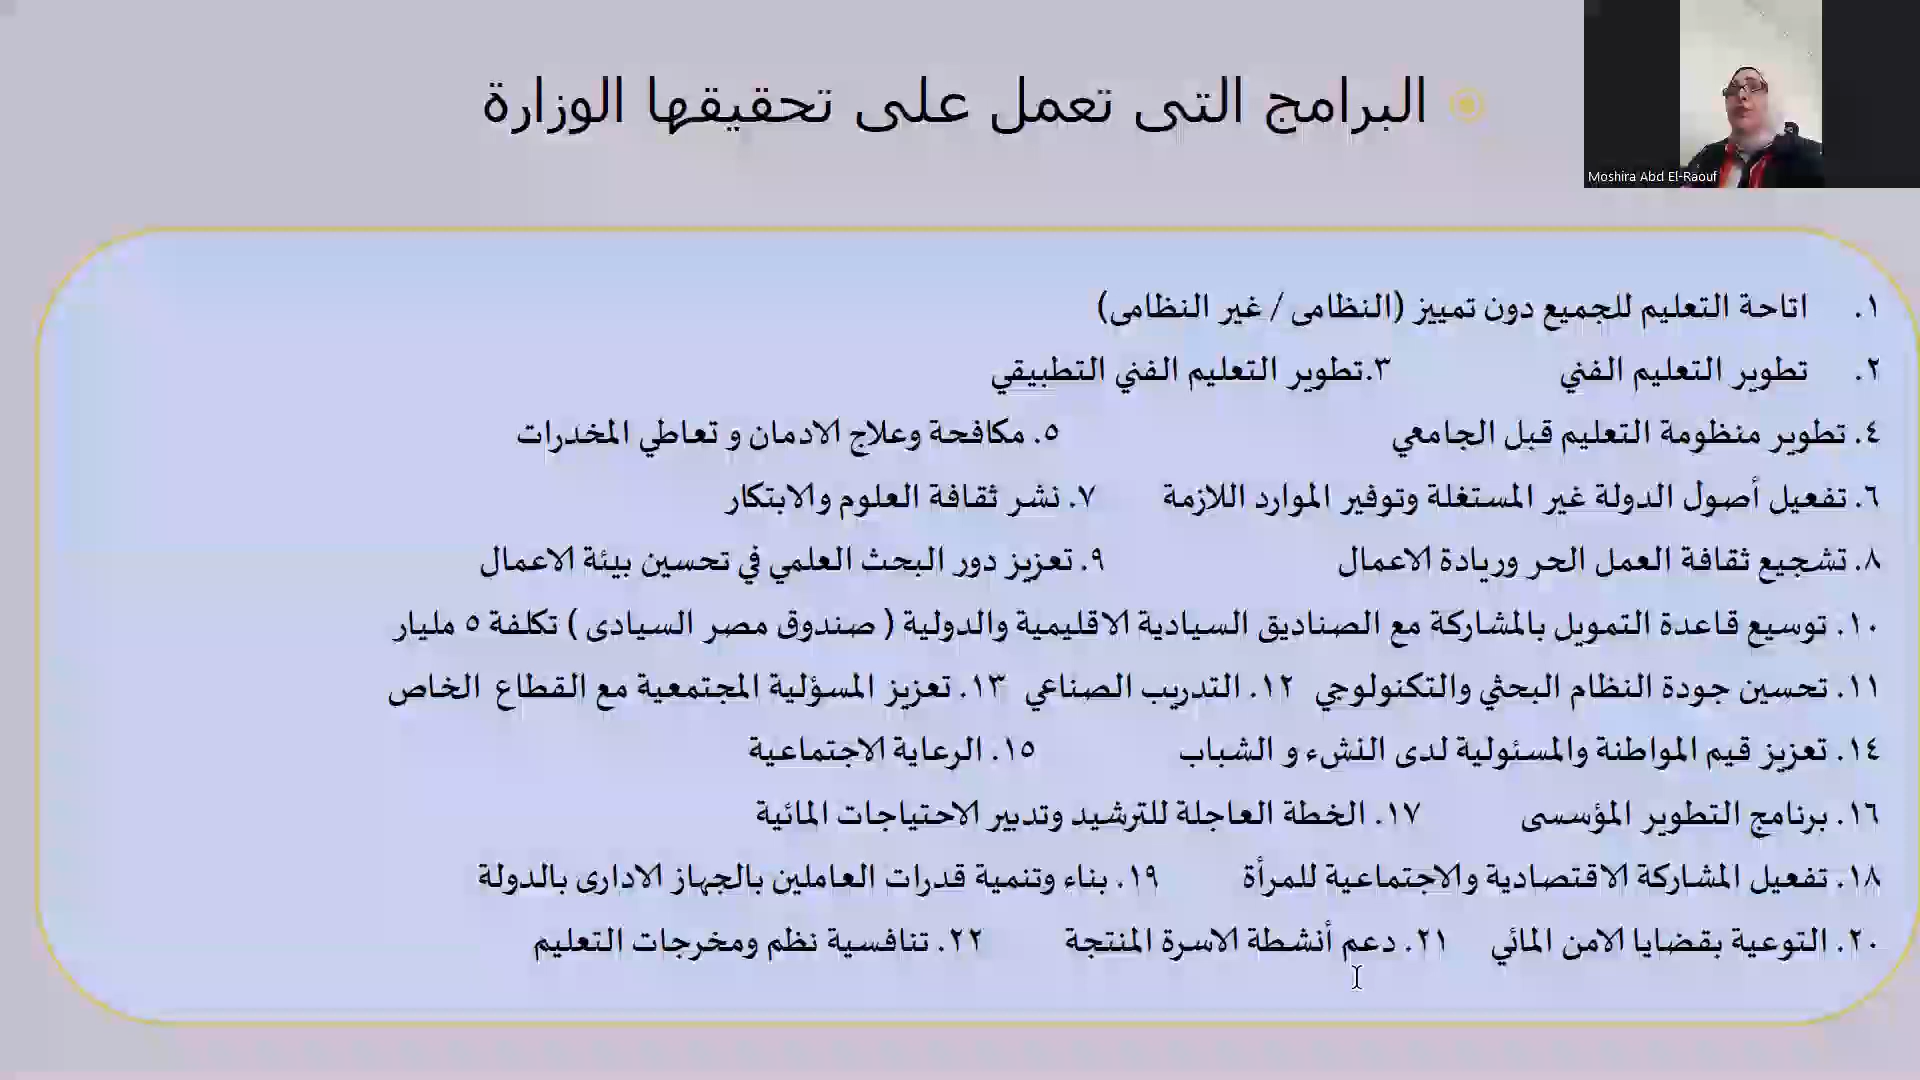 البرامج التى تعمل على تحقيقها الوزارة
Moshira Abd El-Raouf
١. اتاحة التعليم للجميع دون تمييز (النظامى / غير النظامى)
٢. تطوير التعليم الفني ٣.تطوير التعليم الفني التطبيقي
٤. تطوير منظومة التعليم قبل الجامعي ٥. مكافحة وعلاج الادمان و تعاطي المخدرات
٦. تفعيل أصول الدولة غير المستغلة وتوفير الموارد اللازمة ٧. نشر ثقافة العلوم والابتكار
٨. تشجيع ثقافة العمل الحر وريادة الاعمال ٩. تعزيز دور البحث العلمي في تحسين بيئة الاعمال
١٠. توسيع قاعدة التمويل بالمشاركة مع الصناديق السيادية الاقليمية والدولية ( صندوق مصر السيادى ) تكلفة ٥ مليار
١١. تحسين جودة النظام البحثي والتكنولوجي ١٢. التدريب الصناعي ١٣. تعزيز المسؤلية المجتمعية مع القطاع الخاص
١٤. تعزيز قيم المواطنة والمسئولية لدى النشء و الشباب ١٥. الرعاية الاجتماعية
١٦. برنامج التطوير المؤسسى ١٧. الخطة العاجلة للترشيد وتدبير الاحتياجات المائية
١٨. تفعيل المشاركة الاقتصادية والاجتماعية للمرأة ١٩. بناء وتنمية قدرات العاملين بالجهاز الادارى بالدولة
٢٠. التوعية بقضايا الامن المائي ٢١. دعم أنشطة الاسرة المنتجة ٢٢. تنافسية نظم ومخرجات التعليم